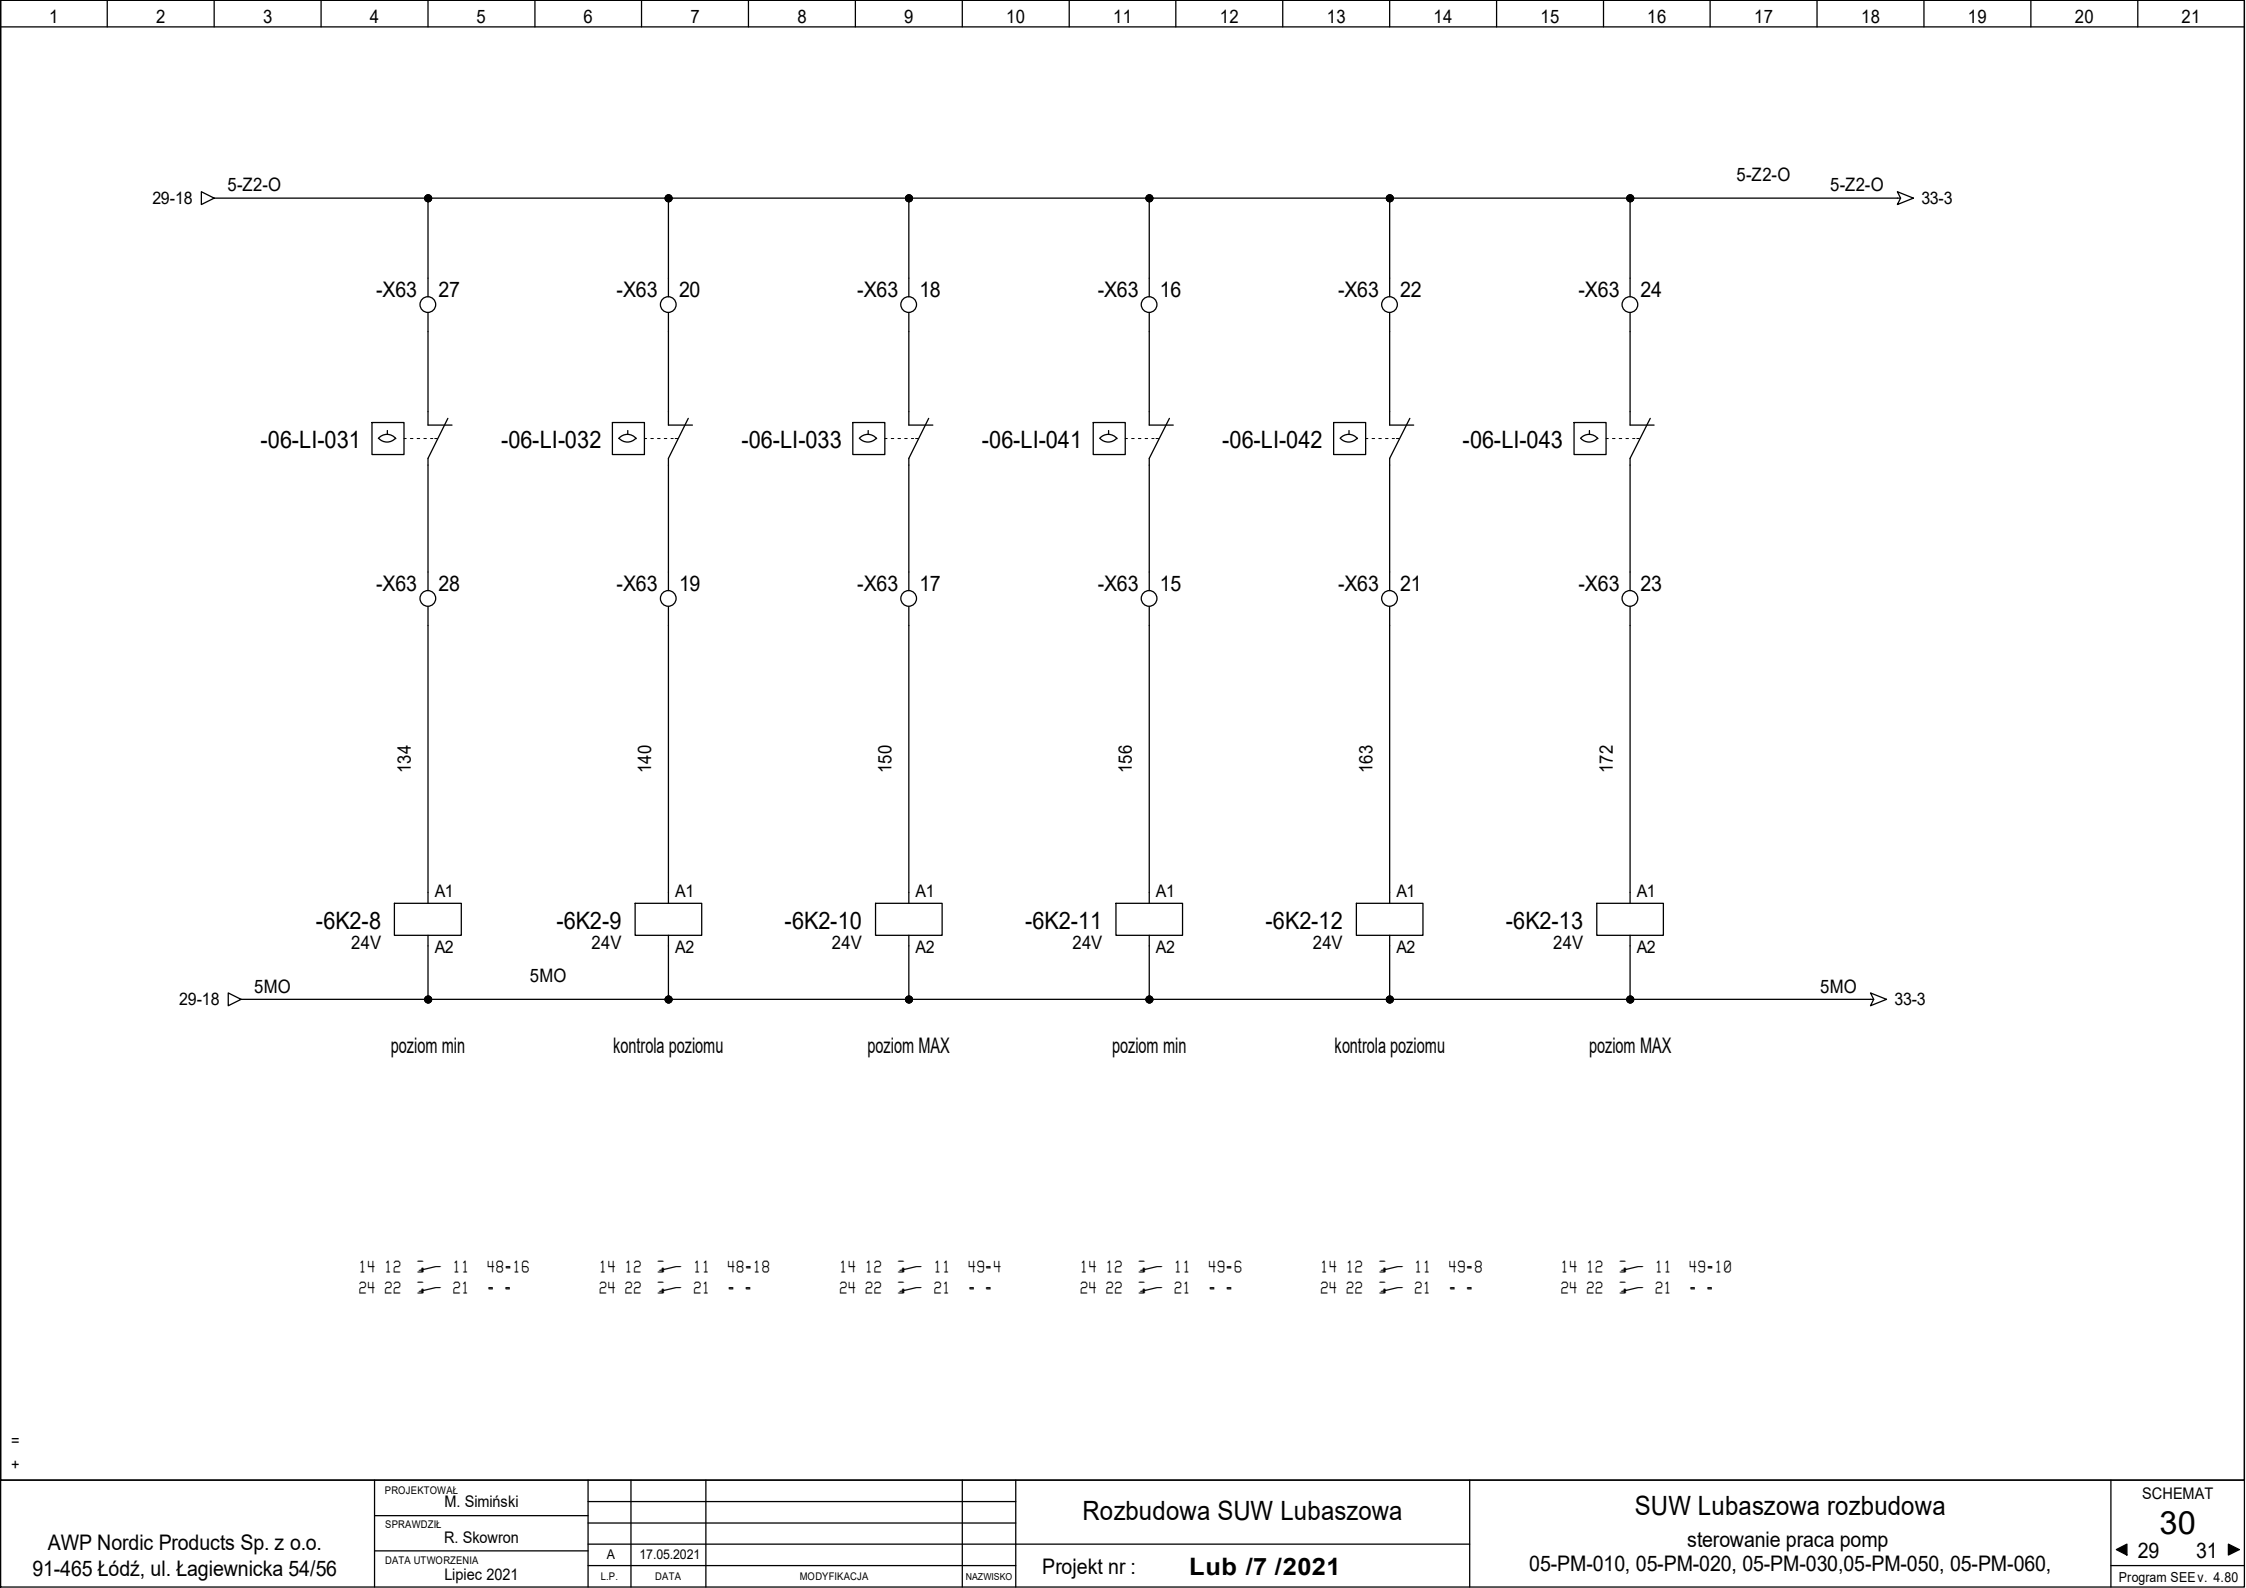 1 2 3 4 5 6 7 8 9 10 11 12 13 14 15 16 17 18 19 20 21
5-Z2-O 5-Z2-O
29-18 5-Z2-O 33-3
-X63 27 -X63 20 -X63 18 -X63 16 -X63 22 -X63 24
-06-LI-031 -06-LI-032 -06-LI-033 -06-LI-041 -06-LI-042 -06-LI-043
-X63 28 -X63 19 -X63 17 -X63 15 -X63 21 -X63 23
134 140 150 156 163 172
A1 A1 A1 A1 A1 A1
-6K2-8 -6K2-9 -6K2-10 -6K2-11 -6K2-12 -6K2-13
24V 24V 24V 24V 24V 24V
A2 A2 A2 A2 A2 A2
5MO 5MO 5MO
29-18 33-3
poziom min kontrola poziomu poziom MAX poziom min kontrola poziomu poziom MAX
14 12 11 48-16 14 12 11 48-18 14 12 11 49-4 14 12 11 49-6 14 12 11 49-8 14 12 11 49-10
24 22 21 - - 24 22 21 - - 24 22 21 - - 24 22 21 - - 24 22 21 - - 24 22 21 - -
=
+
AWP Nordic Products Sp. z o.o.
91-465 Łódź, ul. Łagiewnicka 54/56
PROJEKTOWAŁ
M. Simiński
SPRAWDZIŁ
R. Skowron
DATA UTWORZENIA
Lipiec 2021
A 17.05.2021
L.P. DATA MODYFIKACJA NAZWISKO
Rozbudowa SUW Lubaszowa
Projekt nr : Lub /7 /2021
SUW Lubaszowa rozbudowa
sterowanie praca pomp
05-PM-010, 05-PM-020, 05-PM-030,05-PM-050, 05-PM-060,
SCHEMAT
30
29 31
Program SEE v. 4.80